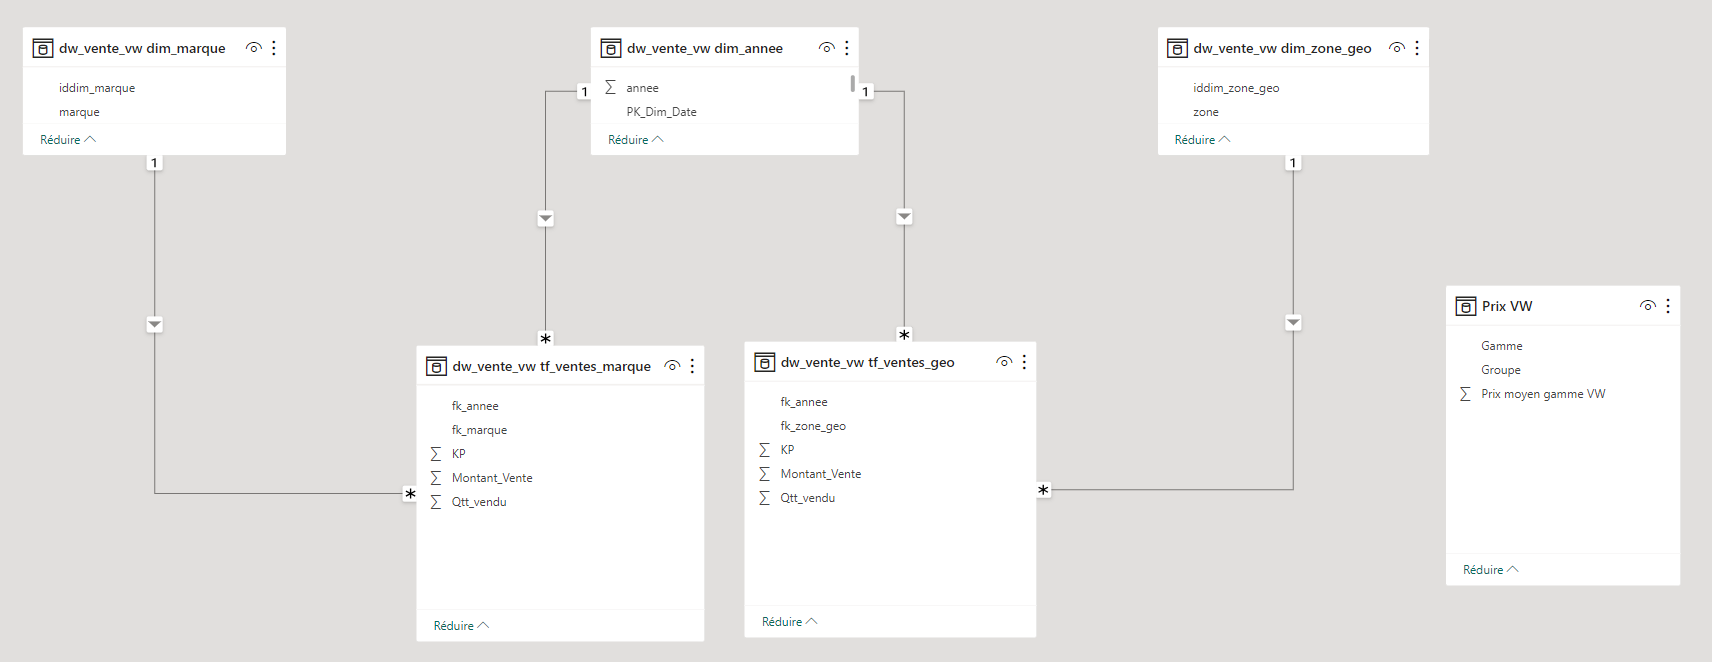 dw_vente_vw dim_marque
iddim_marque
marque
Réduire
1
dw_vente_vw dim_annee
annee
PK_Dim_Date
Réduire
1
1
dw_vente_vw dim_zone_geo
iddim_zone_geo
zone
Réduire
1
dw_vente_vw tf_ventes_marque
fk_annee
fk_marque
∑ KP
∑ Montant_Vente
∑ Qtt_vendu
Réduire
*
*
dw_vente_vw tf_ventes_geo
fk_annee
fk_zone_geo
∑ KP
∑ Montant_Vente
∑ Qtt_vendu
Réduire
*
*
Prix VW
Gamme
Groupe
∑ Prix moyen gamme VW
Réduire